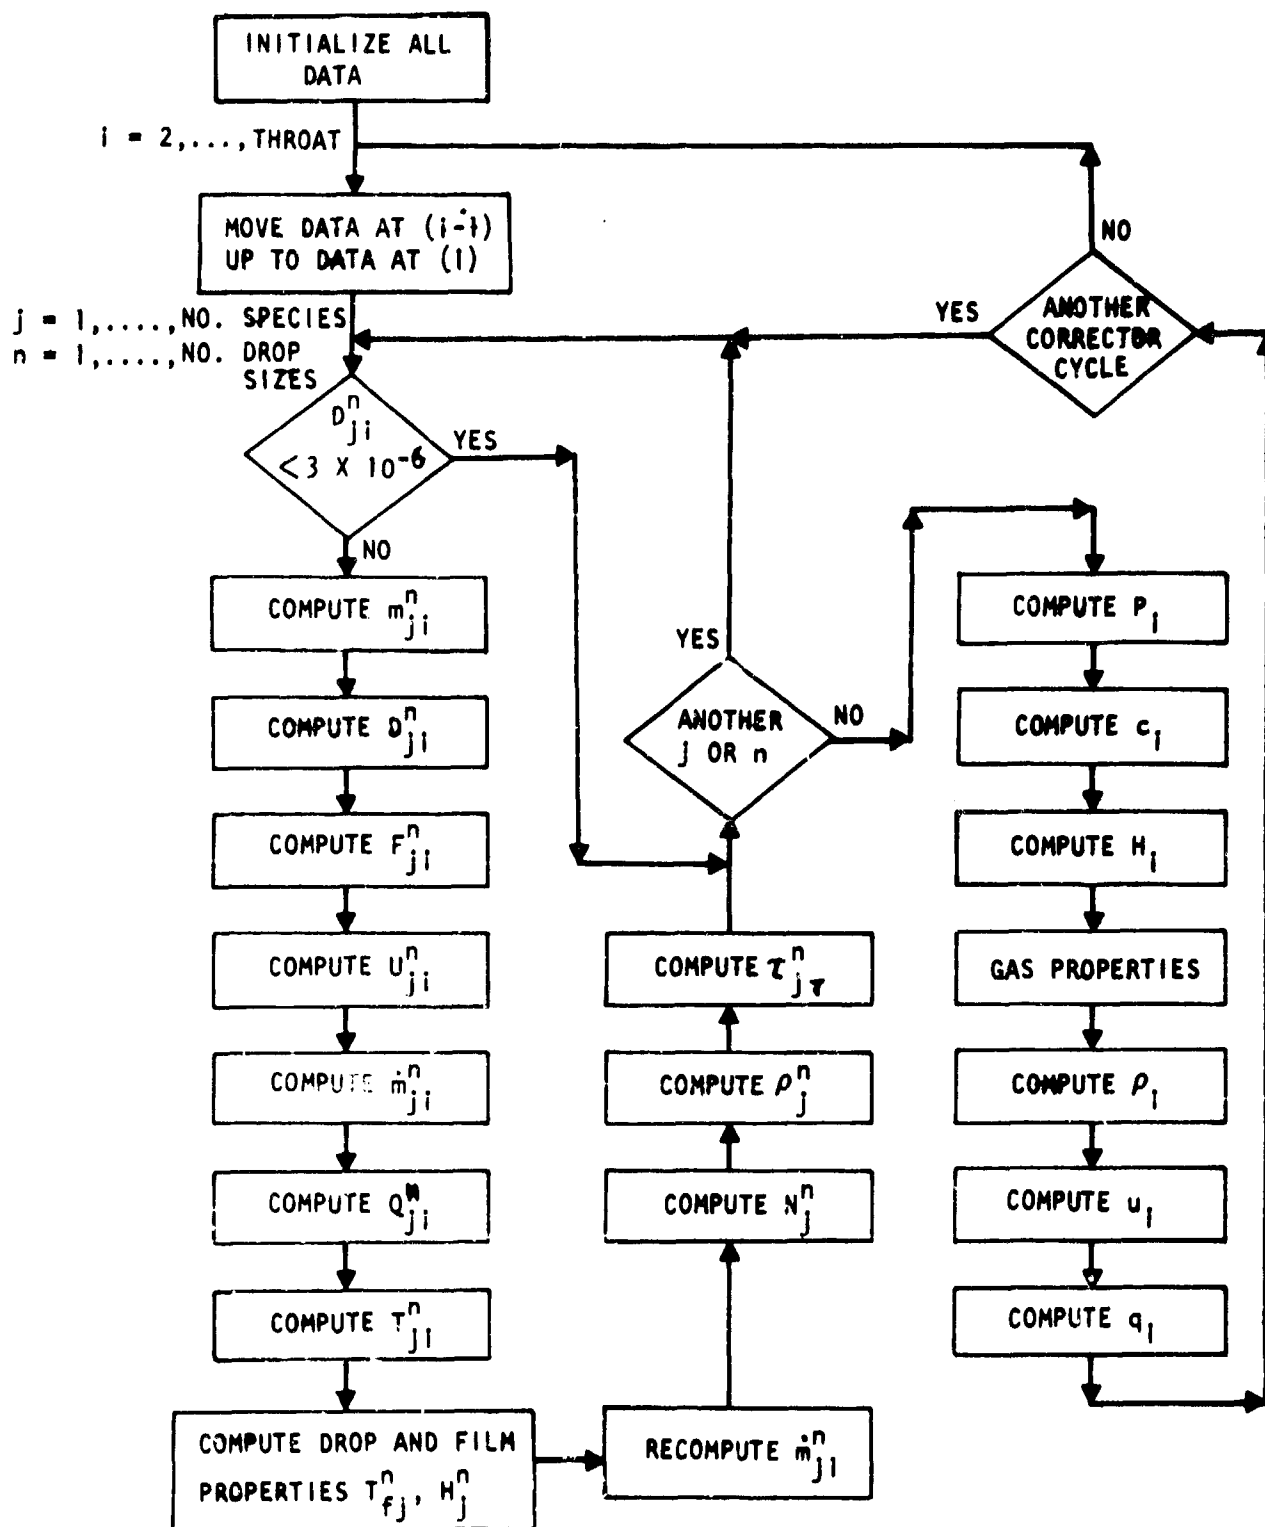 INITIALIZE ALL
DATA
i = 2,...,THROAT
MOVE DATA AT (i-1)
UP TO DATA AT (i)
j = 1,....,NO. SPECIES
n = 1,....,NO. DROP
SIZES
D^n_ji
< 3 X 10^-6
YES
NO
COMPUTE m^n_ji
COMPUTE D^n_ji
COMPUTE F^n_ji
COMPUTE U^n_ji
COMPUTE ṁ^n_ji
COMPUTE Q^n_ji
COMPUTE T^n_ji
COMPUTE DROP AND FILM
PROPERTIES T^n_fj, H^n_j
RECOMPUTE ṁ^n_ji
COMPUTE N^n_j
COMPUTE ρ^n_j
COMPUTE τ^n_jτ
ANOTHER
j OR n
YES
NO
COMPUTE P_i
COMPUTE c_i
COMPUTE H_i
GAS PROPERTIES
COMPUTE ρ_i
COMPUTE u_i
COMPUTE q_i
ANOTHER
CORRECTOR
CYCLE
YES
NO